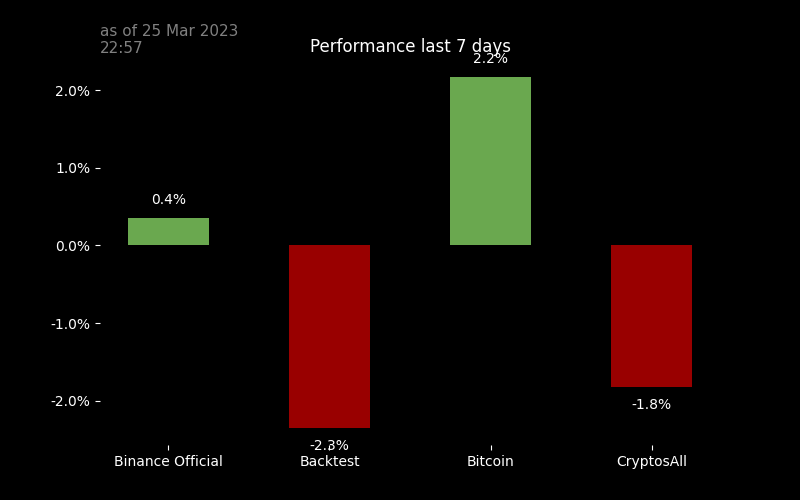 as of 25 Mar 2023
22:57
Performance last 7 days
2.2%
2.0%
1.0%
0.4%
0.0%
-1.0%
-2.0%
-1.8%
-2.3%
Binance Official
Backtest
Bitcoin
CryptosAll